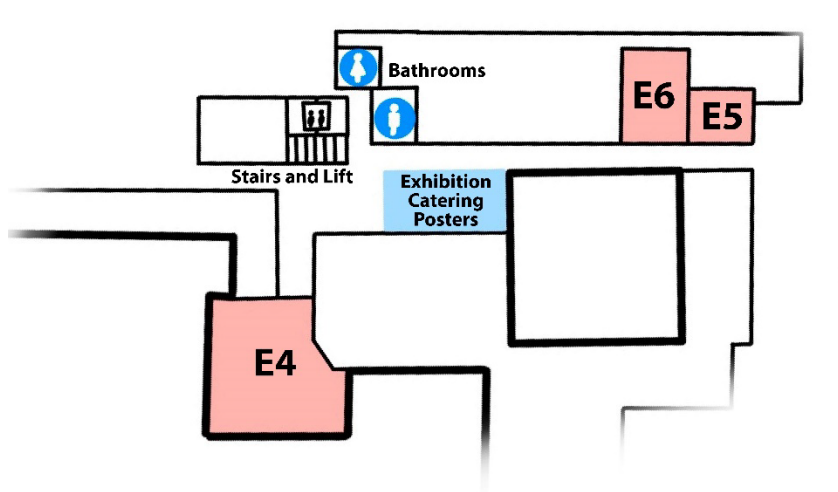 Bathrooms
E6
E5
Stairs and Lift
Exhibition
Catering
Posters
E4